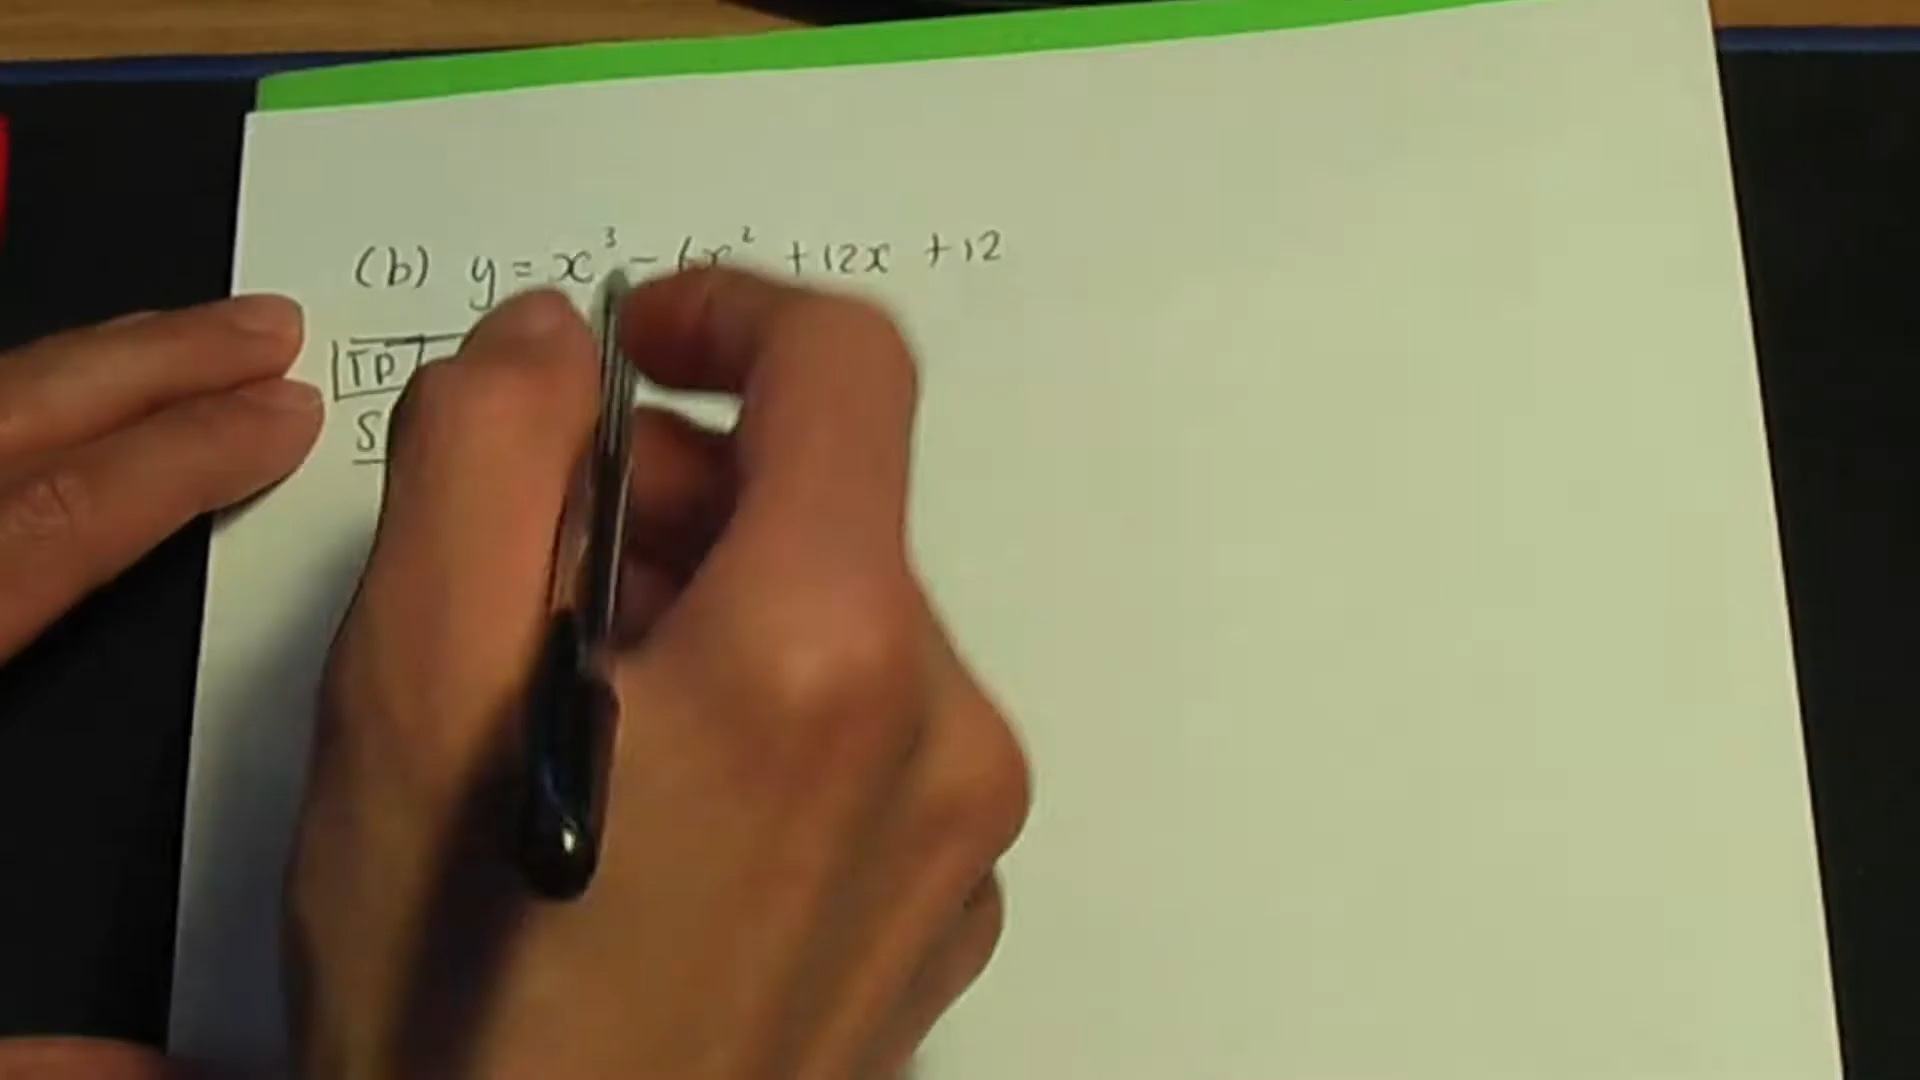 (b) y = x³ - 6x² + 12x + 12
TP
S